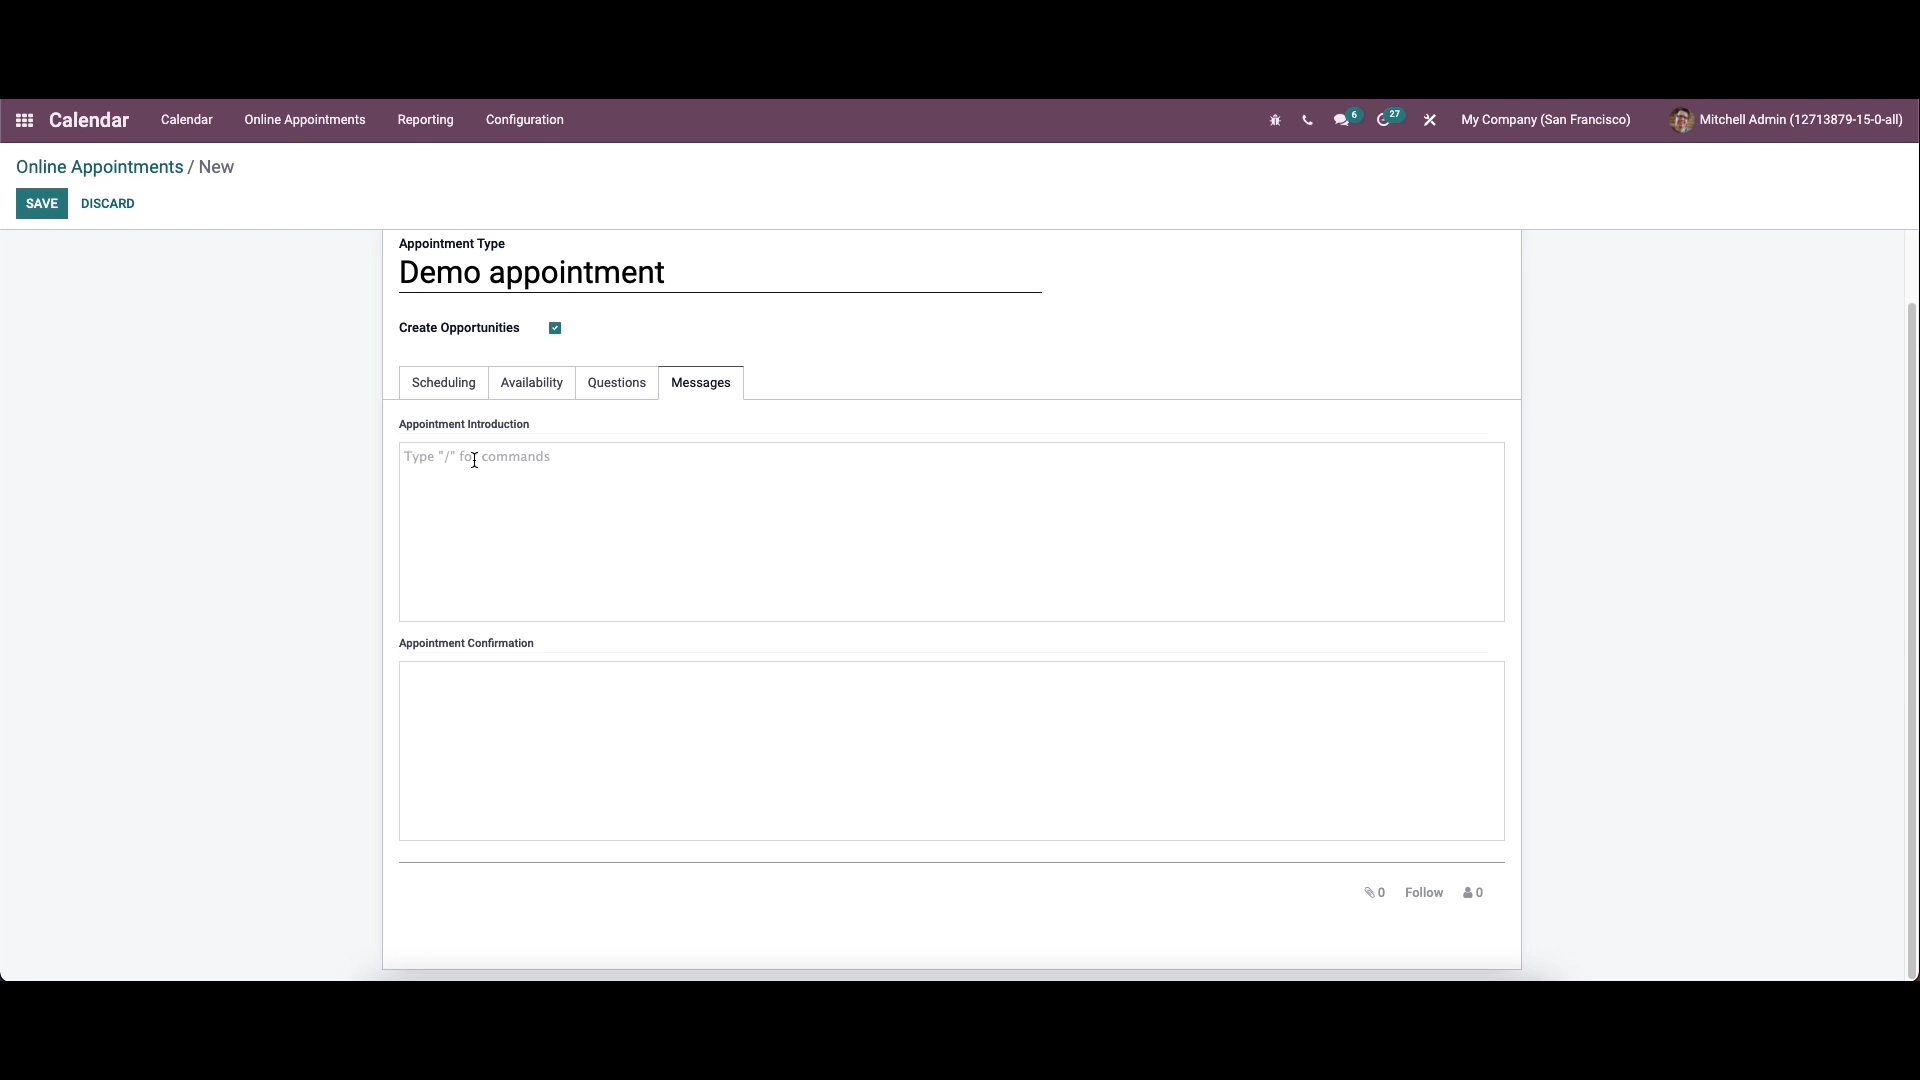 Calendar Calendar Online Appointments Reporting Configuration 6 27 My Company (San Francisco) Mitchell Admin (12713879-15-0-all)
Online Appointments / New
SAVE DISCARD
Appointment Type
Demo appointment
Create Opportunities
Scheduling Availability Questions Messages
Appointment Introduction
Type "/" for commands
Appointment Confirmation
0 Follow 0